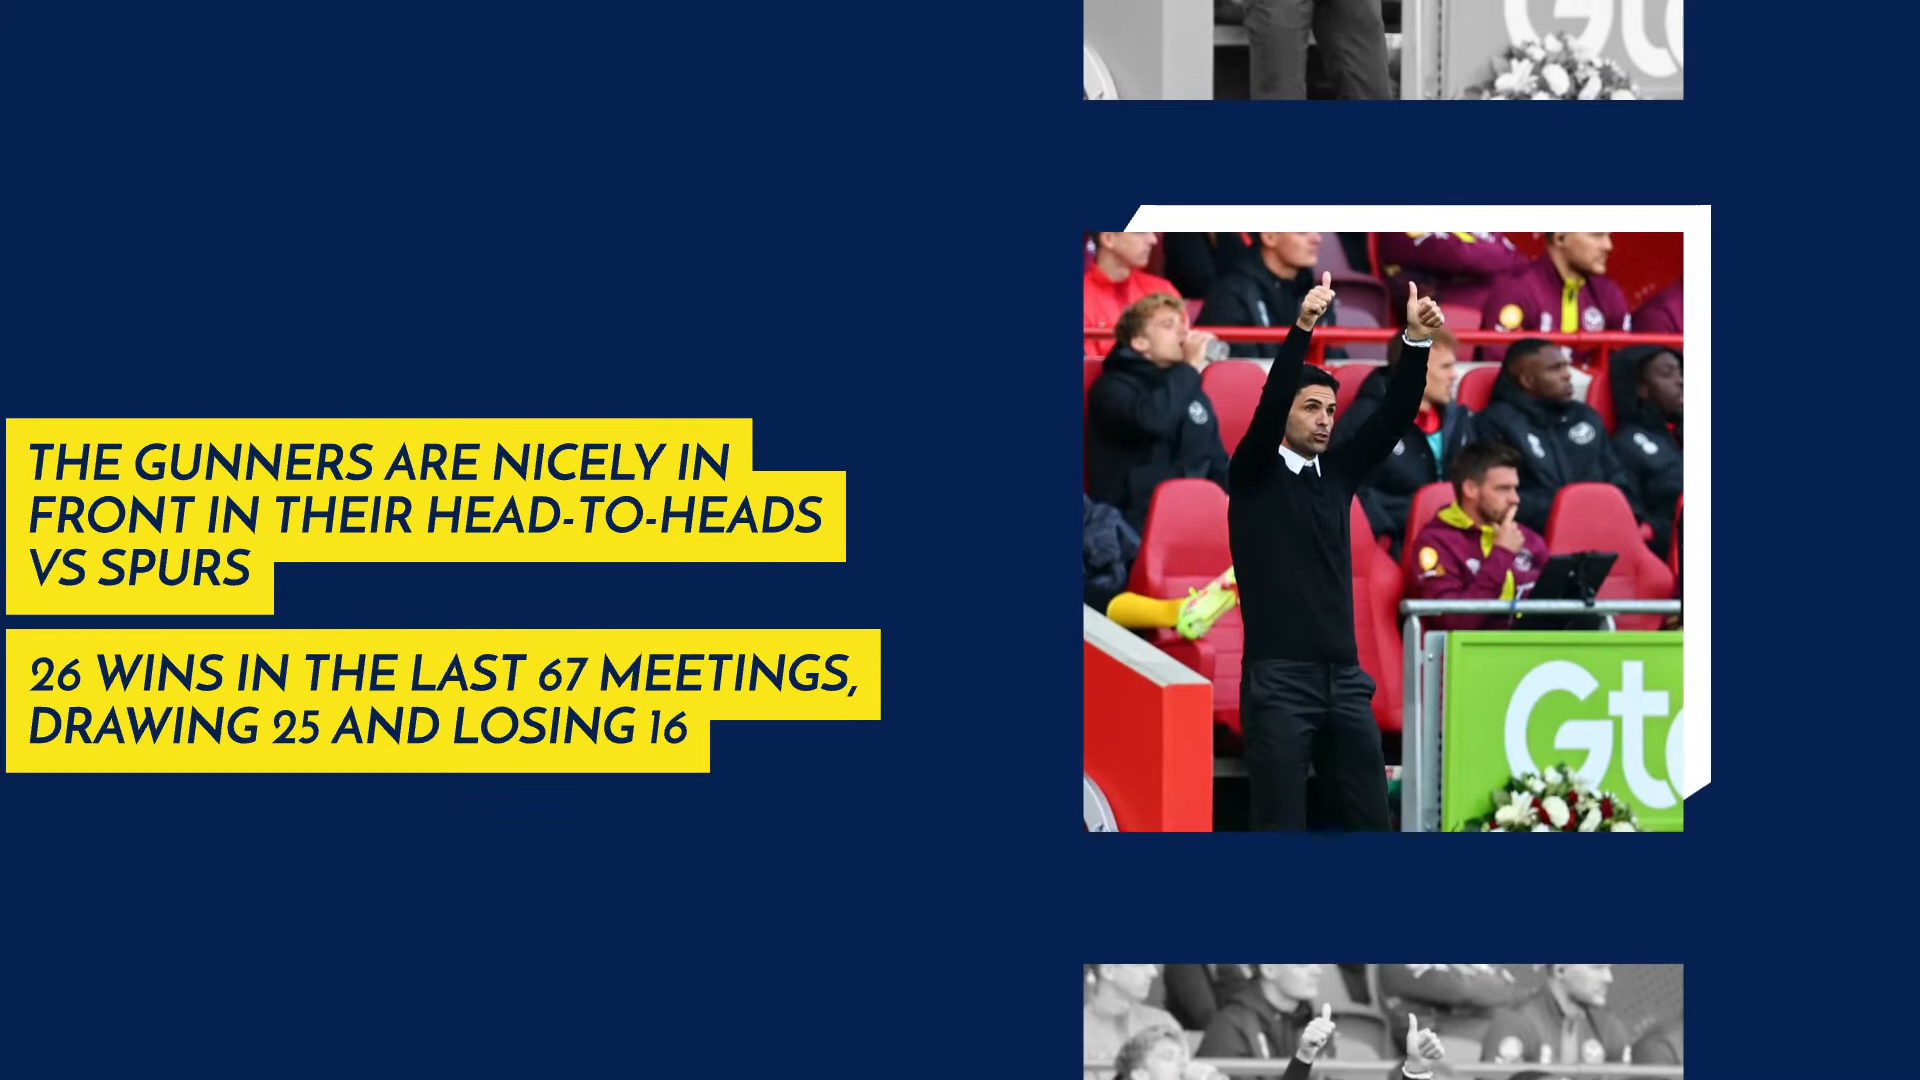 THE GUNNERS ARE NICELY IN
FRONT IN THEIR HEAD-TO-HEADS
VS SPURS
26 WINS IN THE LAST 67 MEETINGS,
DRAWING 25 AND LOSING 16